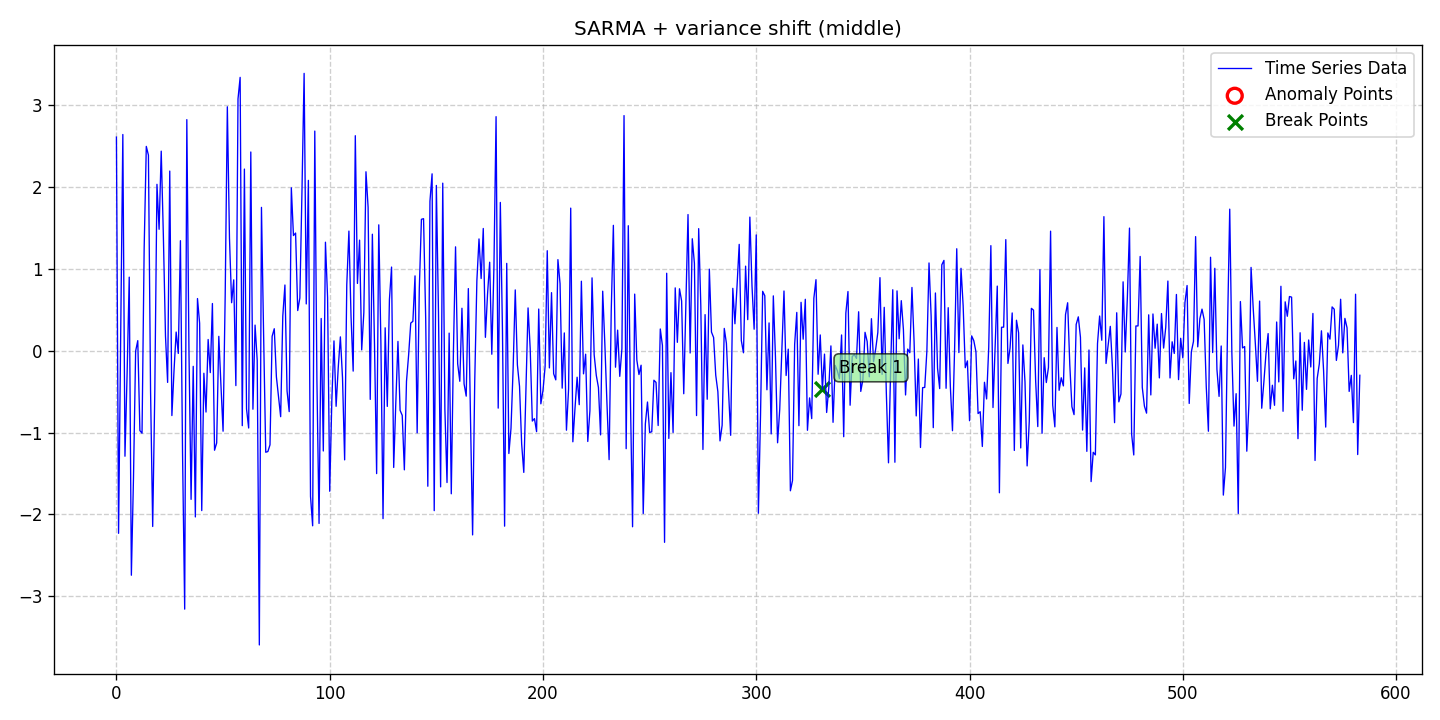 SARMA + variance shift (middle)
Time Series Data
Anomaly Points
Break Points
3
2
1
0
−1
−2
−3
Break 1
0
100
200
300
400
500
600